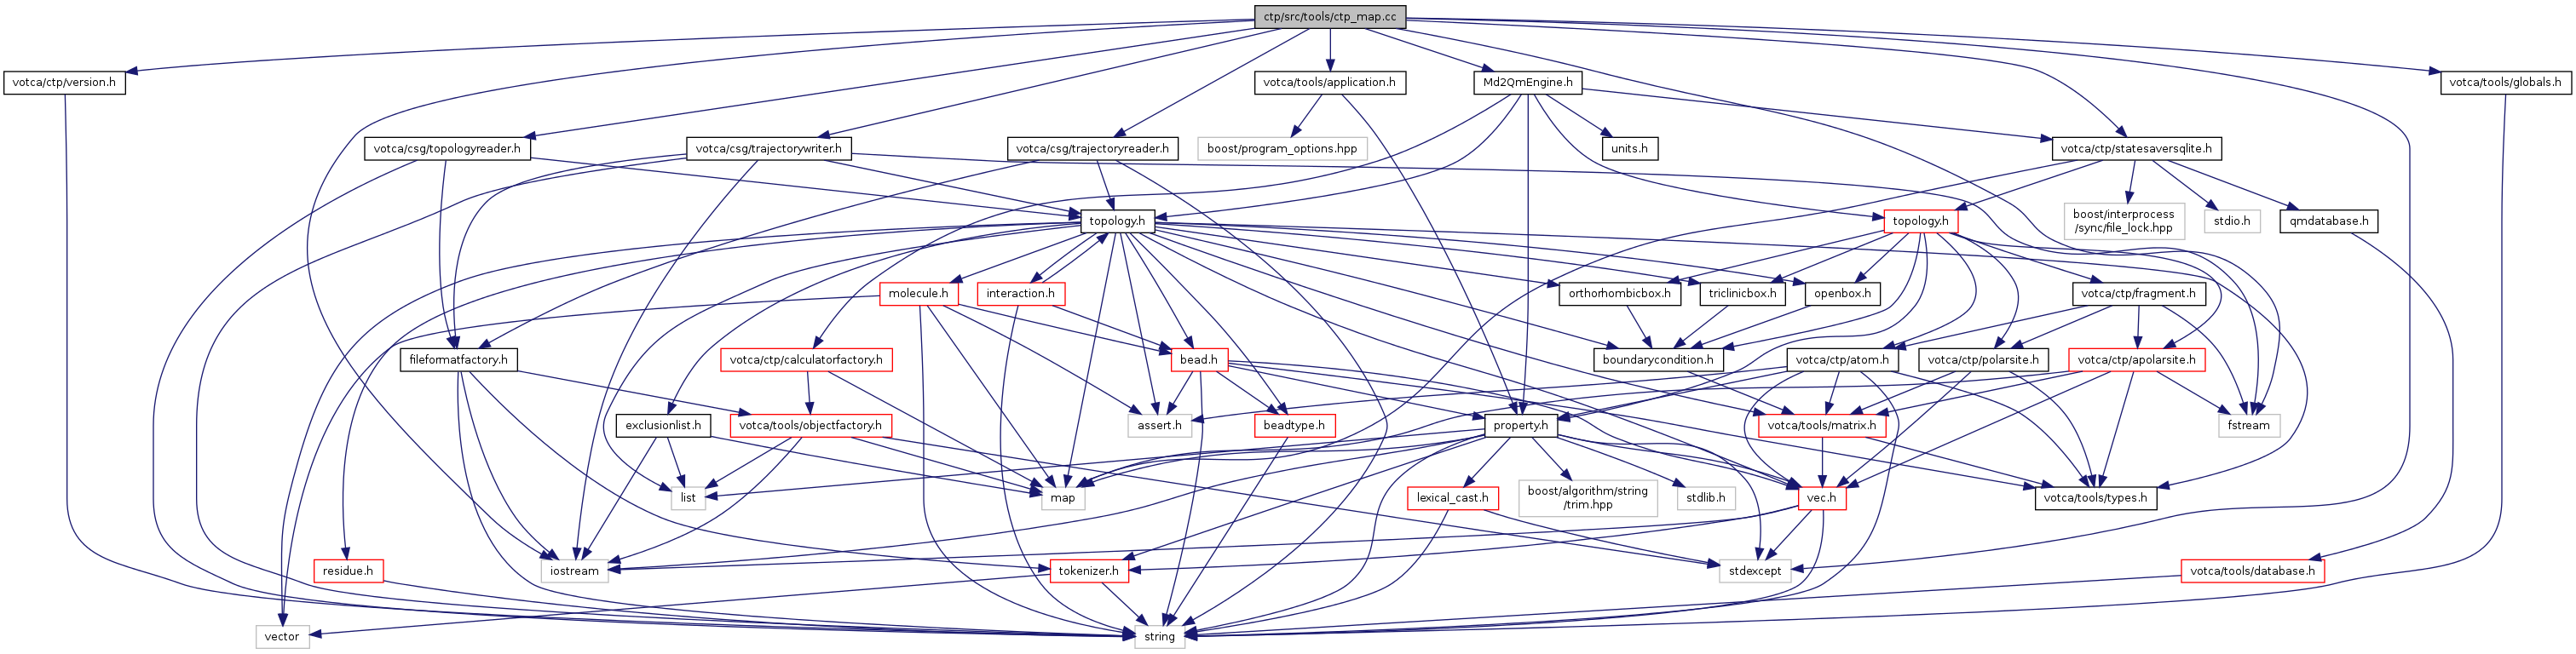 ctp/src/tools/ctp_map.cc
votca/ctp/version.h
votca/tools/application.h
Md2QmEngine.h
votca/tools/globals.h
votca/csg/topologyreader.h
votca/csg/trajectorywriter.h
votca/csg/trajectoryreader.h
boost/program_options.hpp
units.h
votca/ctp/statesaversqlite.h
topology.h
topology.h
boost/interprocess
/sync/file_lock.hpp
stdio.h
qmdatabase.h
molecule.h
interaction.h
orthorhombicbox.h
triclinicbox.h
openbox.h
votca/ctp/fragment.h
fileformatfactory.h
votca/ctp/calculatorfactory.h
bead.h
boundarycondition.h
votca/ctp/atom.h
votca/ctp/polarsite.h
votca/ctp/apolarsite.h
exclusionlist.h
votca/tools/objectfactory.h
assert.h
beadtype.h
property.h
votca/tools/matrix.h
fstream
list
map
lexical_cast.h
boost/algorithm/string
/trim.hpp
stdlib.h
vec.h
votca/tools/types.h
residue.h
iostream
tokenizer.h
stdexcept
votca/tools/database.h
vector
string